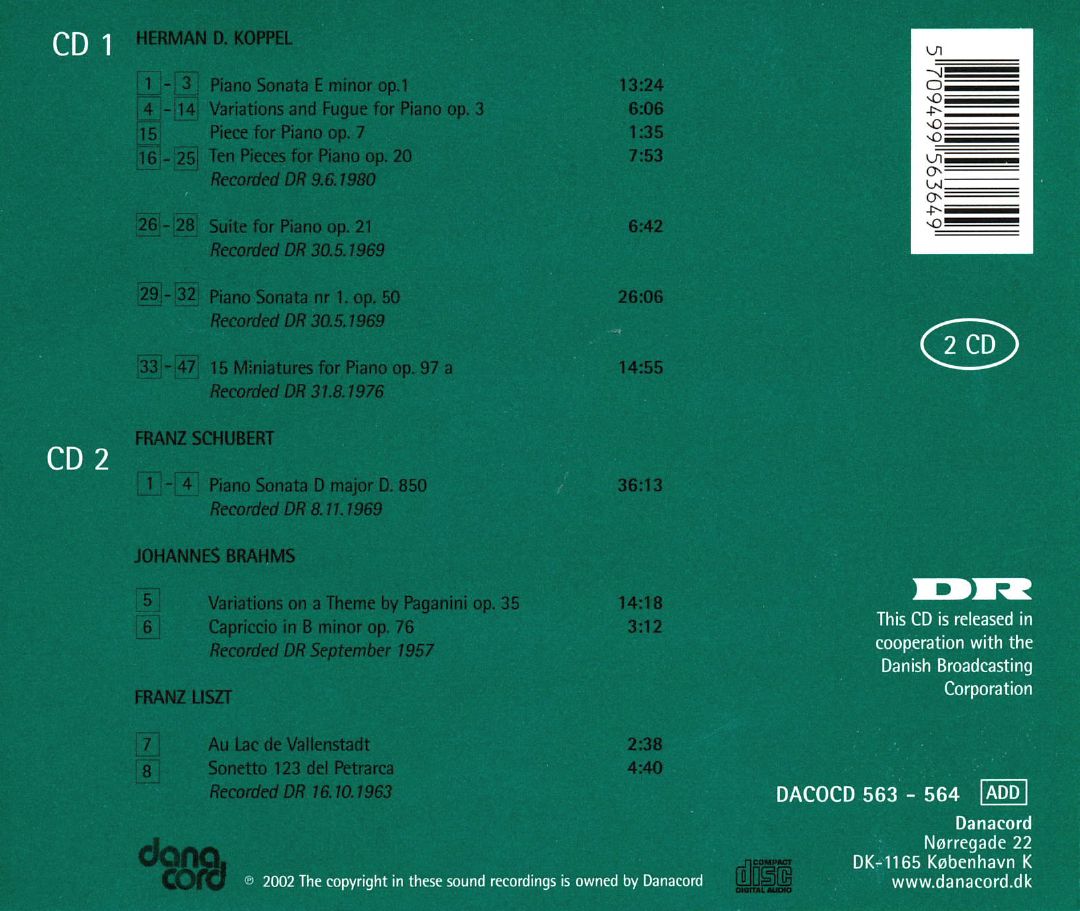 CD 1 HERMAN D. KOPPEL
1 - 3 Piano Sonata E minor op.1 13:24
4 - 14 Variations and Fugue for Piano op. 3 6:06
15 Piece for Piano op. 7 1:35
16 - 25 Ten Pieces for Piano op. 20 7:53
Recorded DR 9.6.1980
26 - 28 Suite for Piano op. 21 6:42
Recorded DR 30.5.1969
29 - 32 Piano Sonata nr 1. op. 50 26:06
Recorded DR 30.5.1969
33 - 47 15 Miniatures for Piano op. 97 a 14:55
Recorded DR 31.8.1976
5 709499 563649
2 CD
FRANZ SCHUBERT
CD 2
1 - 4 Piano Sonata D major D. 850 36:13
Recorded DR 8.11.1969
JOHANNES BRAHMS
5 Variations on a Theme by Paganini op. 35 14:18
6 Capriccio in B minor op. 76 3:12
Recorded DR September 1957
FRANZ LISZT
7 Au Lac de Vallenstadt 2:38
8 Sonetto 123 del Petrarca 4:40
Recorded DR 16.10.1963
DR
This CD is released in
cooperation with the
Danish Broadcasting
Corporation
DACOCD 563 - 564 ADD
Danacord
Nørregade 22
DK-1165 København K
www.danacord.dk
dana
cord
℗ 2002 The copyright in these sound recordings is owned by Danacord
COMPACT
disc
DIGITAL AUDIO